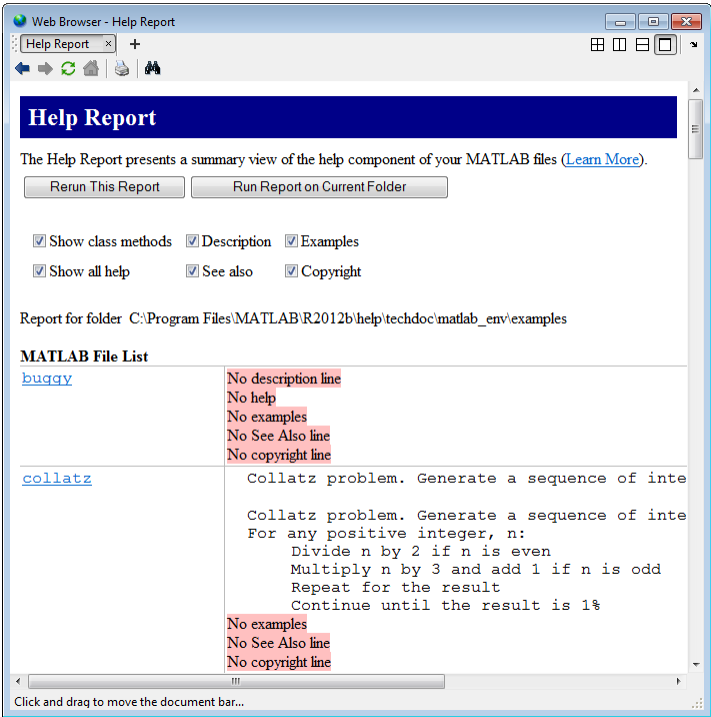 Web Browser - Help Report
Help Report
Help Report
The Help Report presents a summary view of the help component of your MATLAB files (Learn More).
Rerun This Report Run Report on Current Folder
Show class methods Description Examples
Show all help See also Copyright
Report for folder C:\Program Files\MATLAB\R2012b\help\techdoc\matlab_env\examples
MATLAB File List
buggy No description line
No help
No examples
No See Also line
No copyright line
collatz Collatz problem. Generate a sequence of inte
Collatz problem. Generate a sequence of inte
For any positive integer, n:
Divide n by 2 if n is even
Multiply n by 3 and add 1 if n is odd
Repeat for the result
Continue until the result is 1%
No examples
No See Also line
No copyright line
Click and drag to move the document bar...